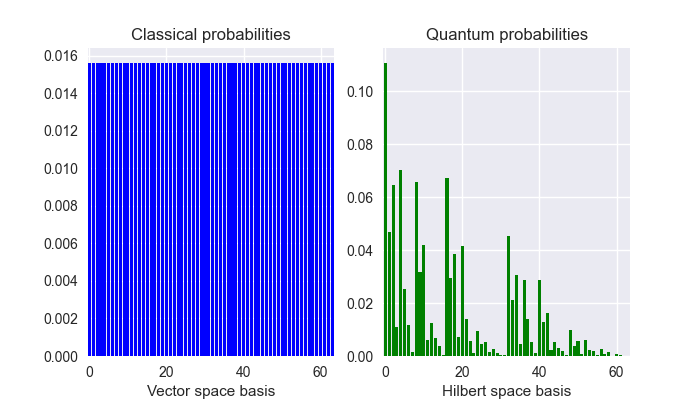 Classical probabilities
0.016
0.014
0.012
0.010
0.008
0.006
0.004
0.002
0.000
0 20 40 60
Vector space basis
Quantum probabilities
0.10
0.08
0.06
0.04
0.02
0.00
0 20 40 60
Hilbert space basis